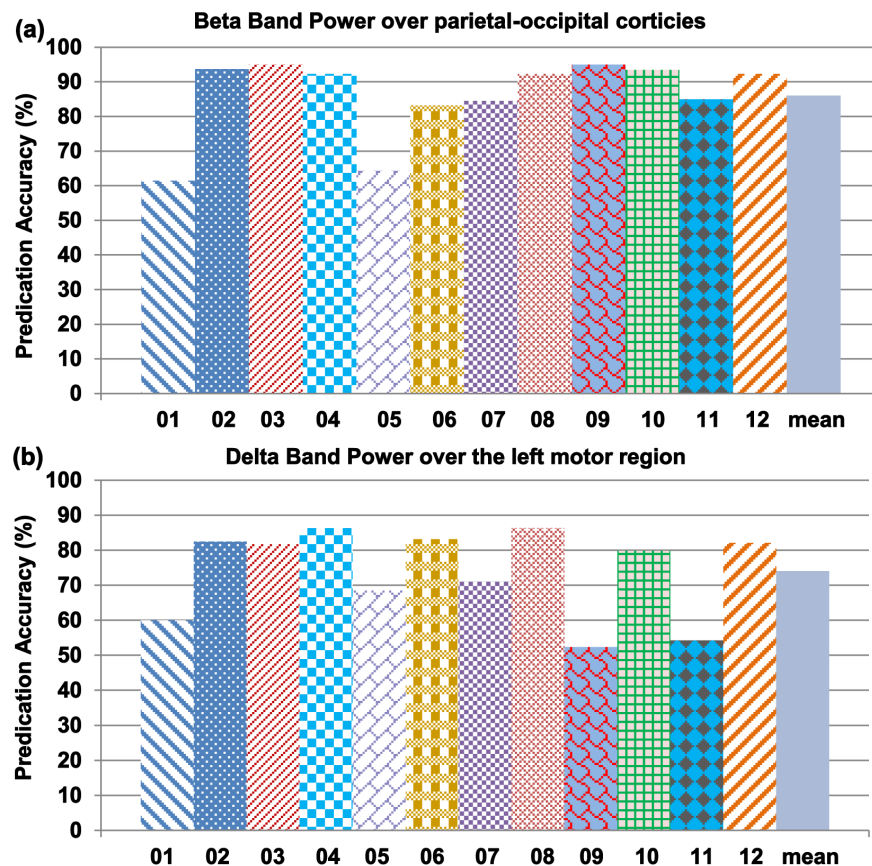 (a)
Beta Band Power over parietal-occipital corticies
Predication Accuracy (%)
100
90
80
70
60
50
40
30
20
10
0
01 02 03 04 05 06 07 08 09 10 11 12 mean
(b)
Delta Band Power over the left motor region
Predication Accuracy (%)
100
90
80
70
60
50
40
30
20
10
0
01 02 03 04 05 06 07 08 09 10 11 12 mean